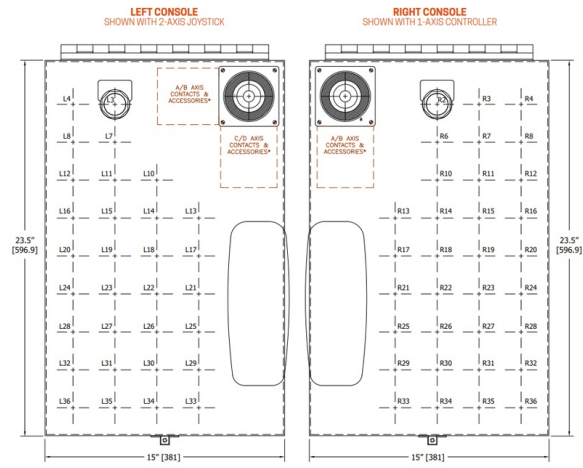 LEFT CONSOLE
SHOWN WITH 2-AXIS JOYSTICK
RIGHT CONSOLE
SHOWN WITH 1-AXIS CONTROLLER
A/B AXIS
CONTACTS &
ACCESSORIES*
C/D AXIS
CONTACTS &
ACCESSORIES*
A/B AXIS
CONTACTS &
ACCESSORIES*
L4 L3
L8 L7
L12 L11 L10
L16 L15 L14 L13
L20 L19 L18 L17
L24 L23 L22 L21
L28 L27 L26 L25
L32 L31 L30 L29
L36 L35 L34 L33
R2 R3 R4
R6 R7 R8
R10 R11 R12
R13 R14 R15 R16
R17 R18 R19 R20
R21 R22 R23 R24
R25 R26 R27 R28
R29 R30 R31 R32
R33 R34 R35 R36
23.5"
[596.9]
23.5"
[596.9]
15" [381]
15" [381]